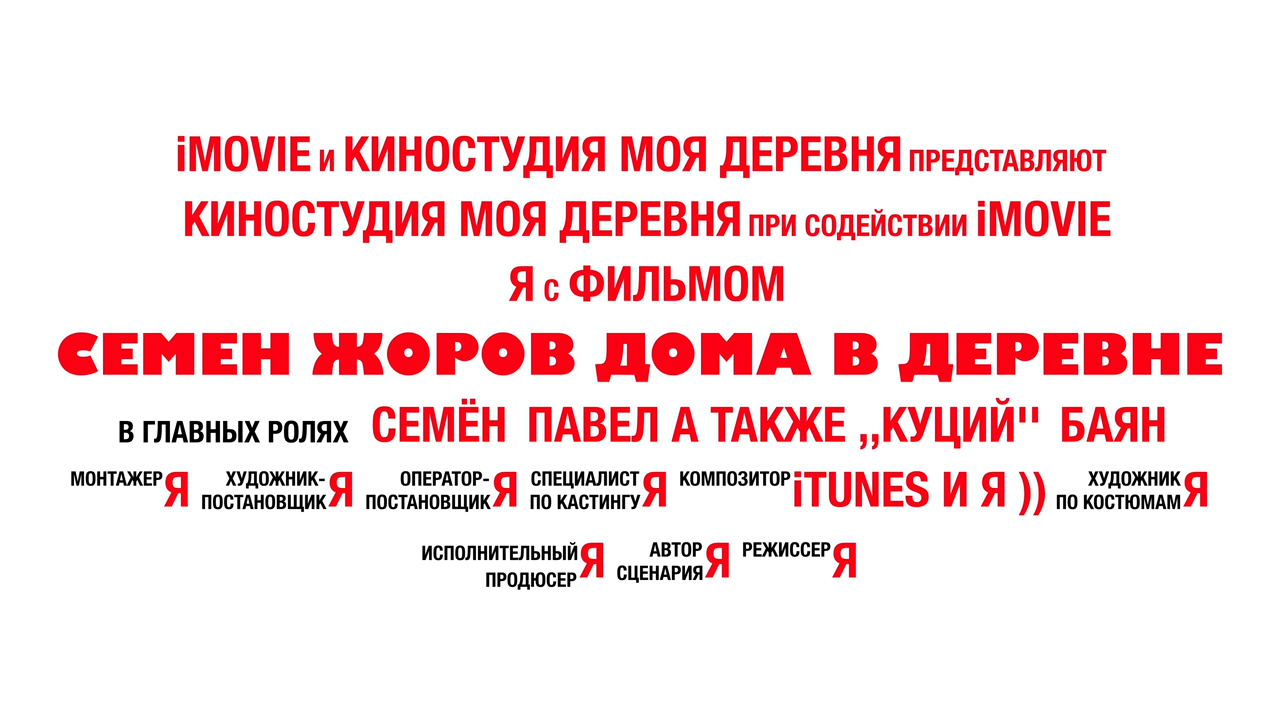 iMOVIE И КИНОСТУДИЯ МОЯ ДЕРЕВНЯ ПРЕДСТАВЛЯЮТ
КИНОСТУДИЯ МОЯ ДЕРЕВНЯ ПРИ СОДЕЙСТВИИ iMOVIE
Я С ФИЛЬМОМ
СЕМЕН ЖОРОВ ДОМА В ДЕРЕВНЕ
В ГЛАВНЫХ РОЛЯХ СЕМЁН ПАВЕЛ А ТАКЖЕ ,,КУЦИЙ'' БАЯН
МОНТАЖЕР Я ХУДОЖНИК-ПОСТАНОВЩИК Я ОПЕРАТОР-ПОСТАНОВЩИК Я СПЕЦИАЛИСТ ПО КАСТИНГУ Я КОМПОЗИТОР iTUNES И Я )) ХУДОЖНИК ПО КОСТЮМАМ Я
ИСПОЛНИТЕЛЬНЫЙ ПРОДЮСЕР Я АВТОР СЦЕНАРИЯ Я РЕЖИССЕР Я